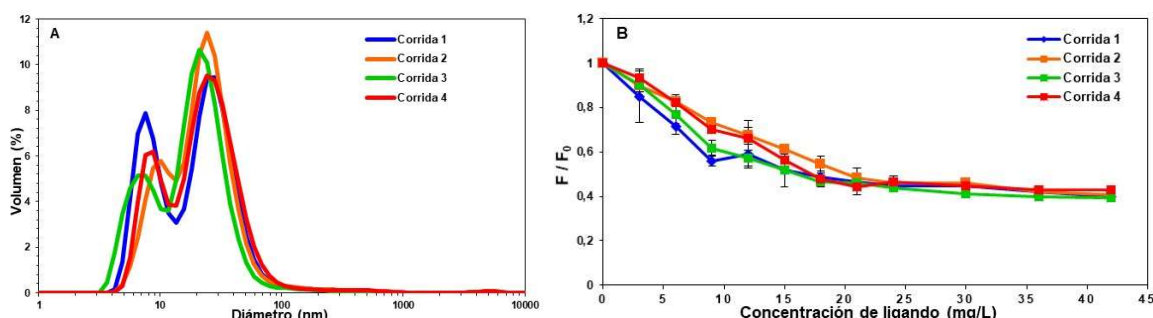 A
Corrida 1
Corrida 2
Corrida 3
Corrida 4
Volumen (%)
12
10
8
6
4
2
0
1
10
100
1000
10000
Diámetro (nm)
B
Corrida 1
Corrida 2
Corrida 3
Corrida 4
F / F0
1,2
1
0,8
0,6
0,4
0,2
0
0
5
10
15
20
25
30
35
40
45
Concentración de ligando (mg/L)